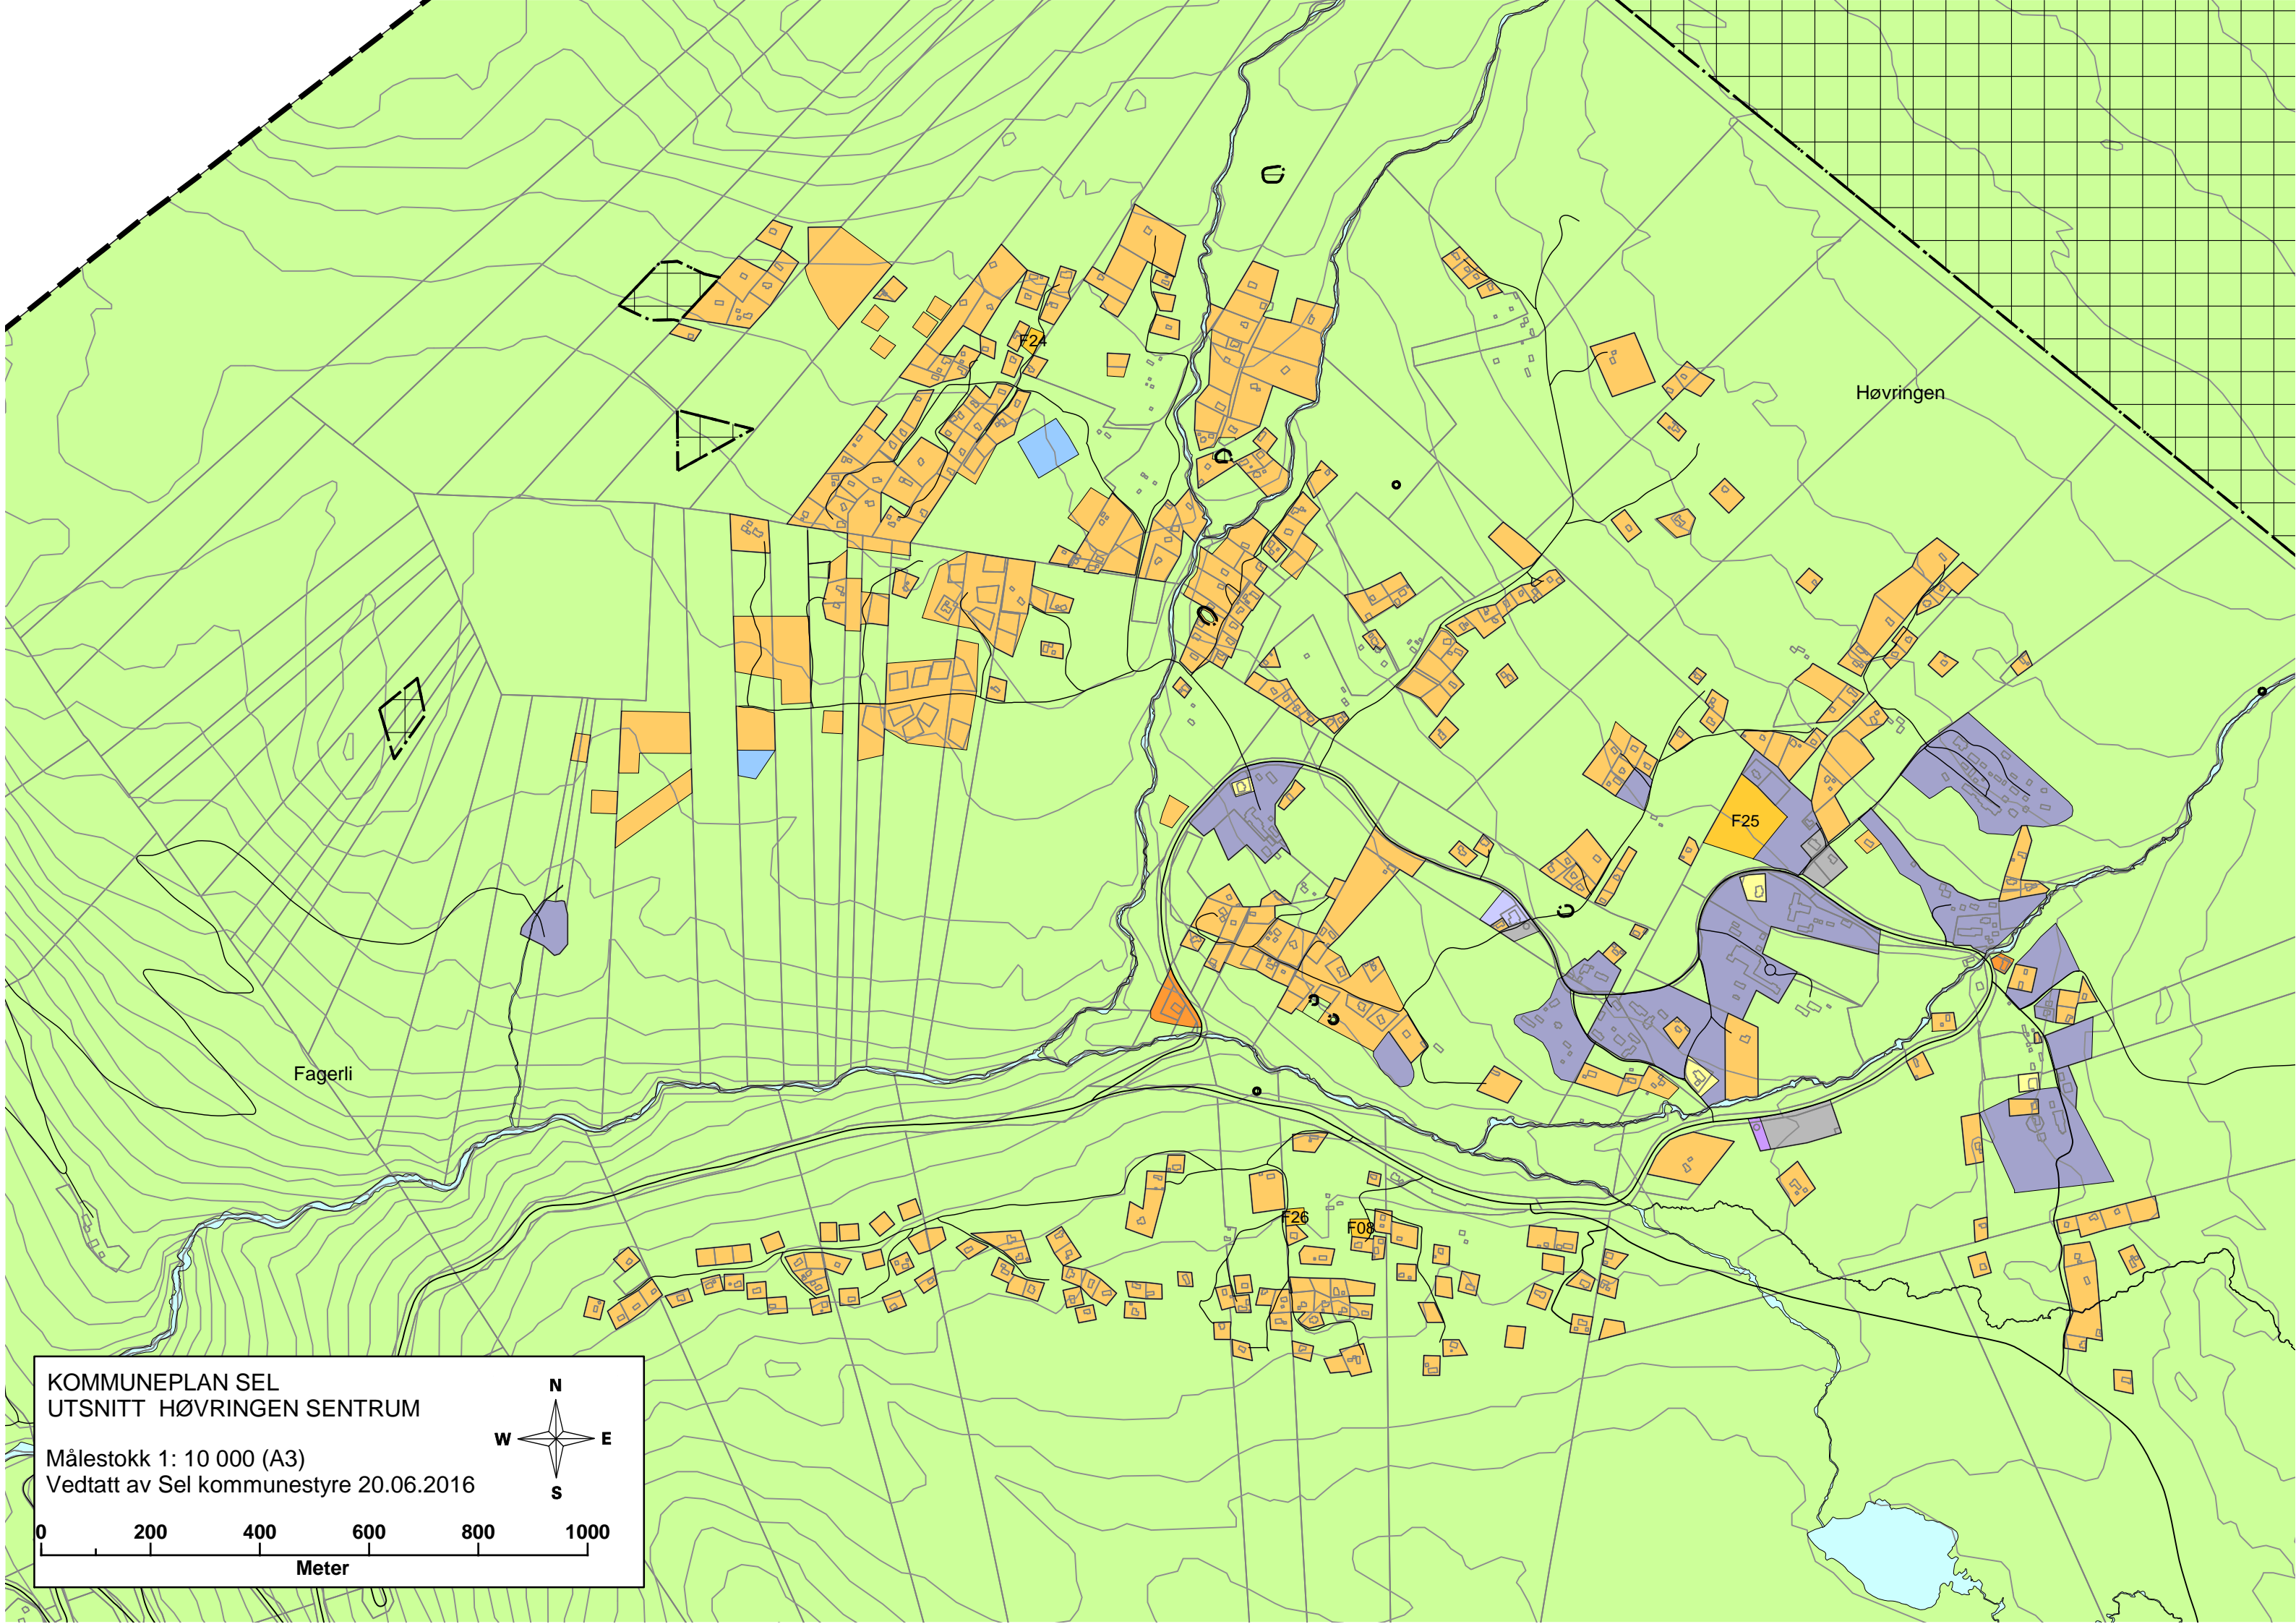 F24
Høvringen
F25
Fagerli
F26
F08
KOMMUNEPLAN SEL
UTSNITT HØVRINGEN SENTRUM
Målestokk 1: 10 000 (A3)
Vedtatt av Sel kommunestyre 20.06.2016
N
W E
S
0 200 400 600 800 1000
Meter